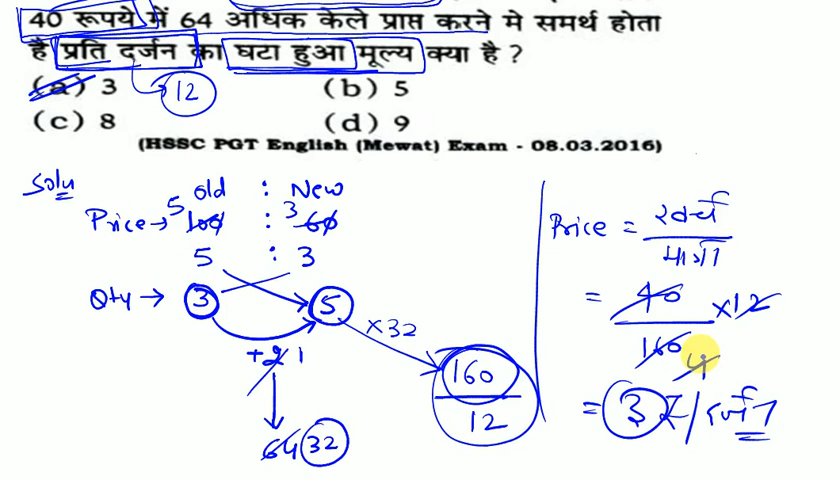 40 रूपये में 64 अधिक केले प्राप्त करने मे समर्थ होता
है प्रति दर्जन का घटा हुआ मूल्य क्या है ?
(a) 3 12 (b) 5
(c) 8 (d) 9
(HSSC PGT English (Mewat) Exam - 08.03.2016)
Solu
Old : New
Price → 5 100 : 3 60
5 : 3
Qty → 3 5
+2 1
×32
64 32
160
12
Price = खर्च
मात्रा
= 40 ×12
160
4
= 3 ₹/दर्जन